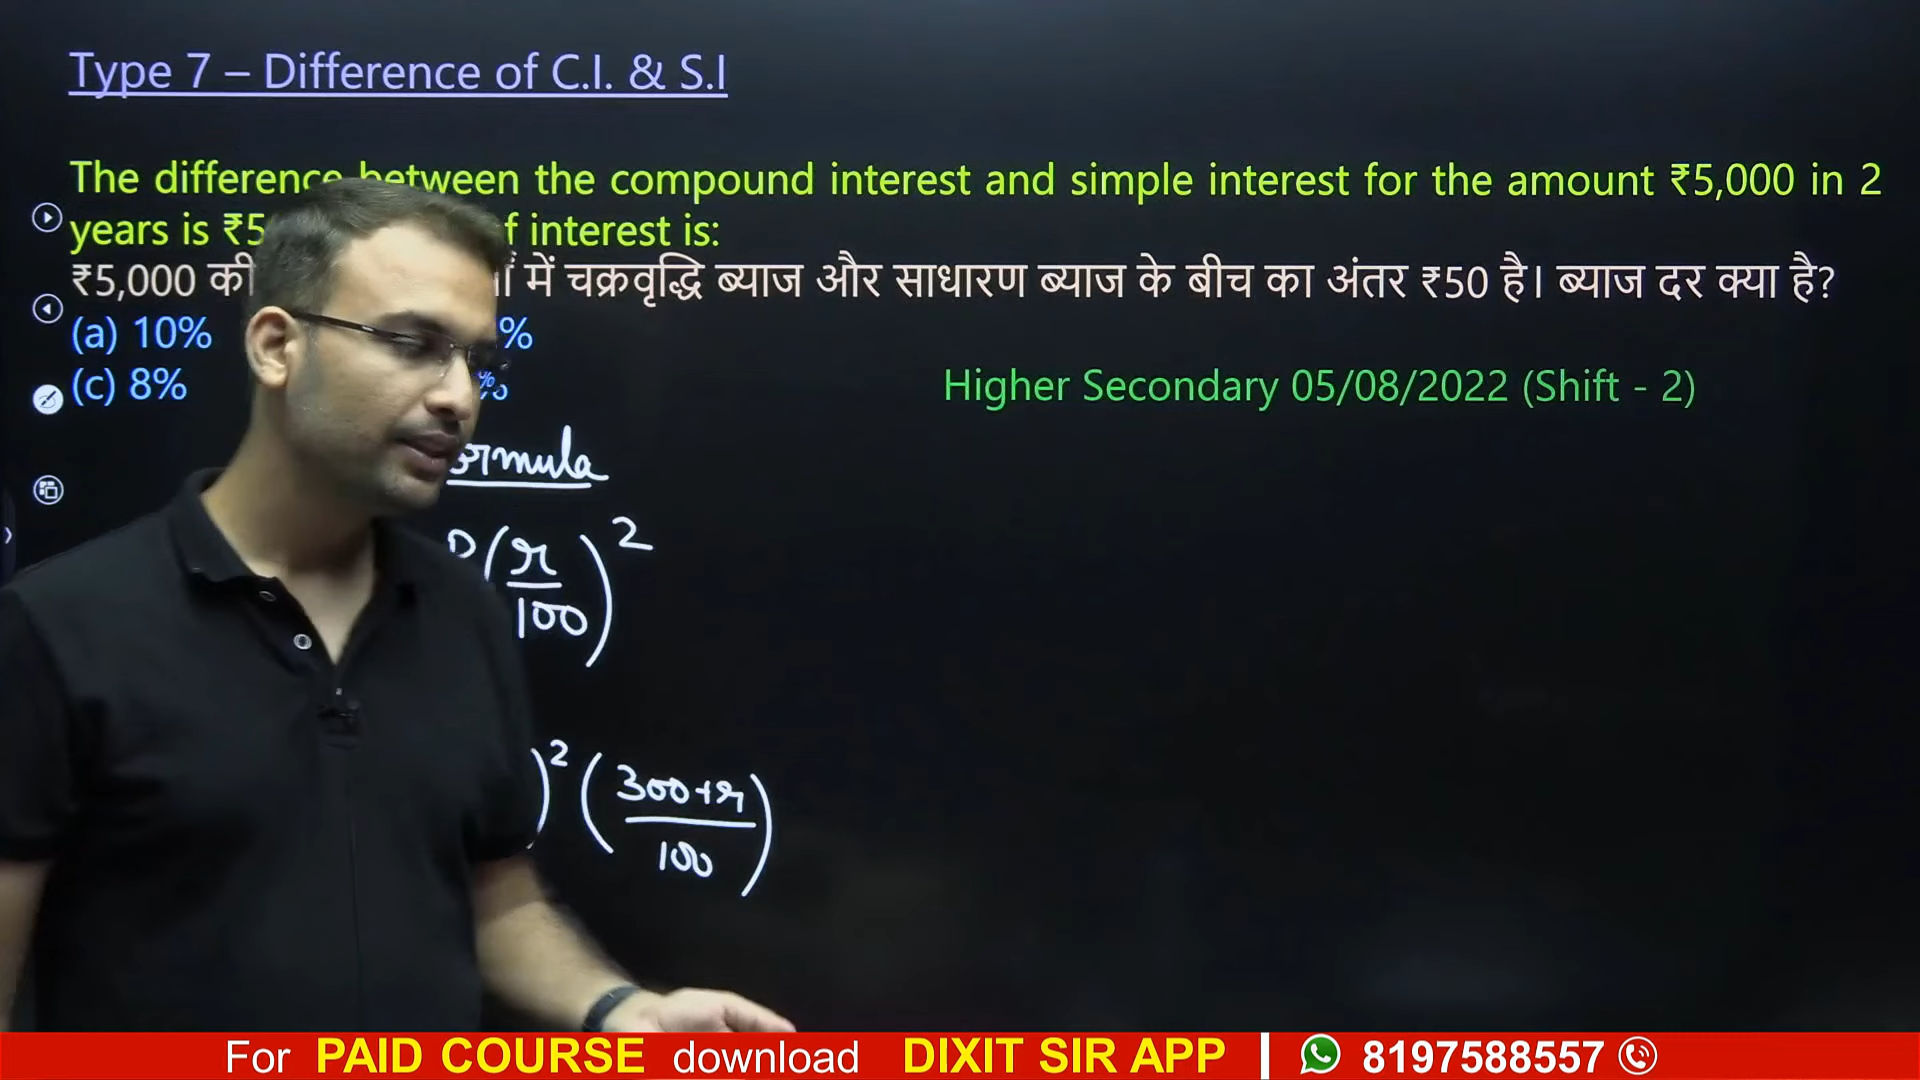 Type 7 – Difference of C.I. & S.I
The difference between the compound interest and simple interest for the amount ₹5,000 in 2
years is ₹5 interest is:
₹5,000 की में चक्रवृद्धि ब्याज और साधारण ब्याज के बीच का अंतर ₹50 है। ब्याज दर क्या है?
(a) 10% %
(c) 8% %
Higher Secondary 05/08/2022 (Shift - 2)
(r/100)²
)² (300+r/100)
For PAID COURSE download DIXIT SIR APP | 8197588557